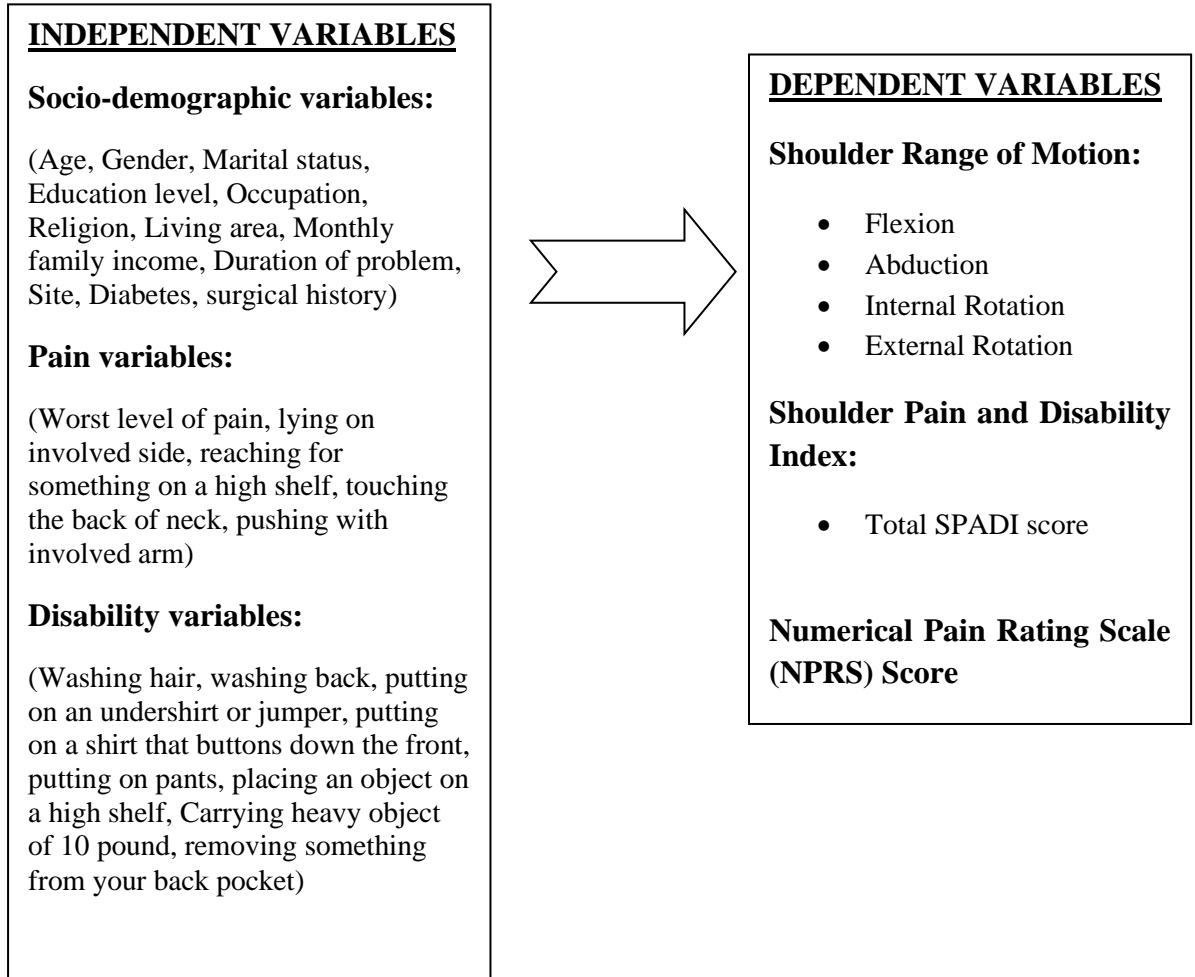 INDEPENDENT VARIABLES
Socio-demographic variables:
(Age, Gender, Marital status,
Education level, Occupation,
Religion, Living area, Monthly
family income, Duration of problem,
Site, Diabetes, surgical history)
Pain variables:
(Worst level of pain, lying on
involved side, reaching for
something on a high shelf, touching
the back of neck, pushing with
involved arm)
Disability variables:
(Washing hair, washing back, putting
on an undershirt or jumper, putting
on a shirt that buttons down the front,
putting on pants, placing an object on
a high shelf, Carrying heavy object
of 10 pound, removing something
from your back pocket)
DEPENDENT VARIABLES
Shoulder Range of Motion:
• Flexion
• Abduction
• Internal Rotation
• External Rotation
Shoulder Pain and Disability
Index:
• Total SPADI score
Numerical Pain Rating Scale
(NPRS) Score